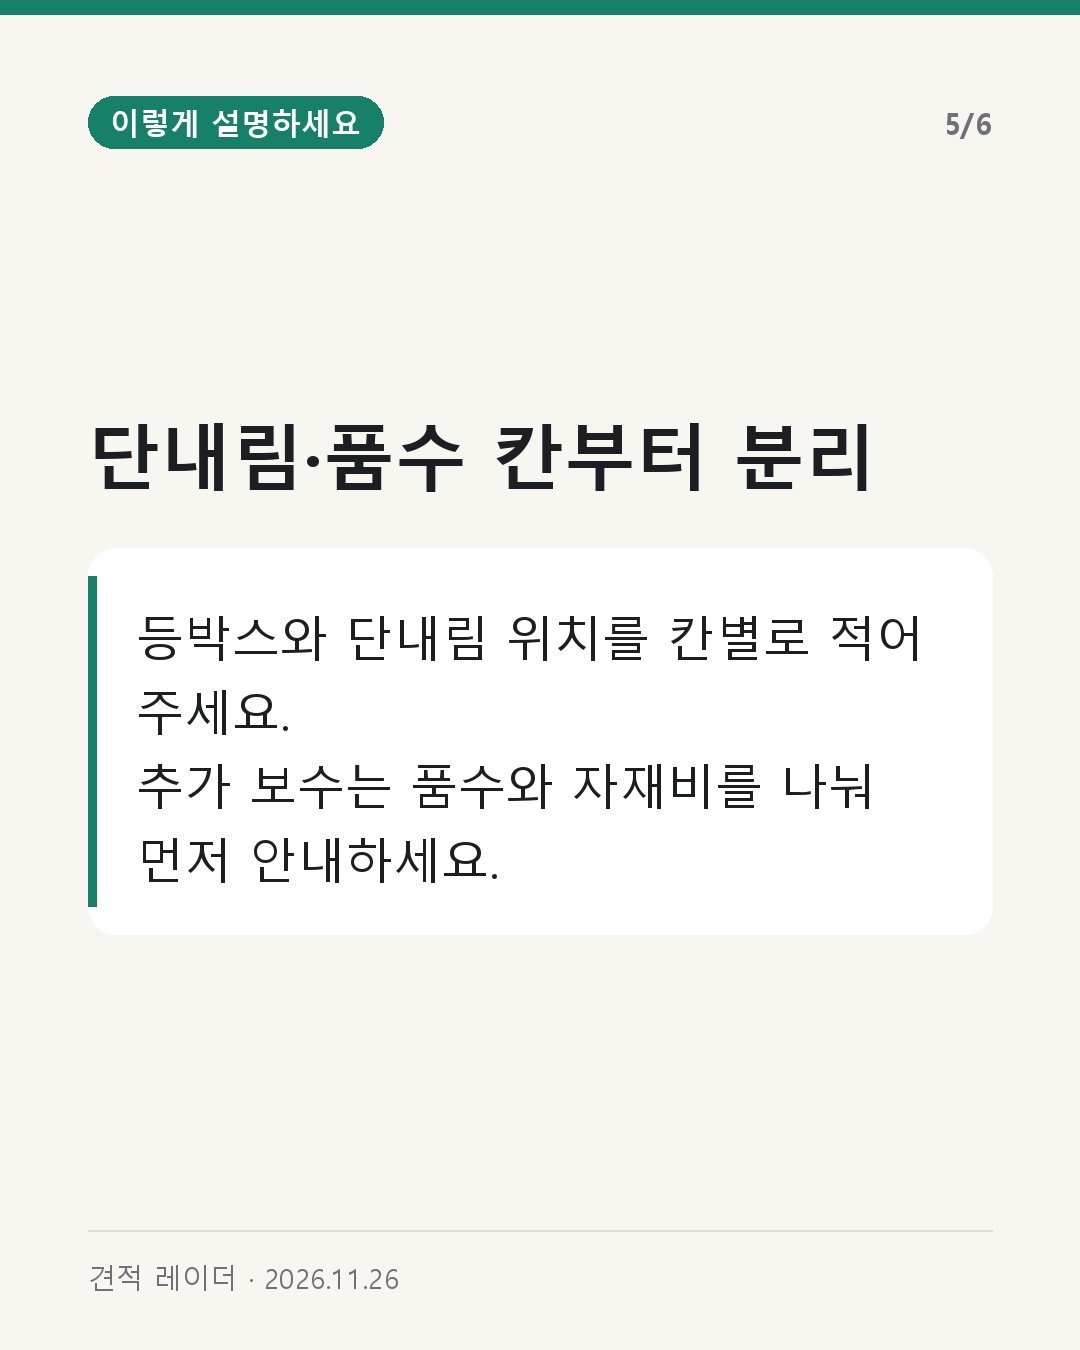 이렇게 설명하세요
5/6
단내림·품수 칸부터 분리
등박스와 단내림 위치를 칸별로 적어
주세요.
추가 보수는 품수와 자재비를 나눠
먼저 안내하세요.
견적 레이더 · 2026.11.26